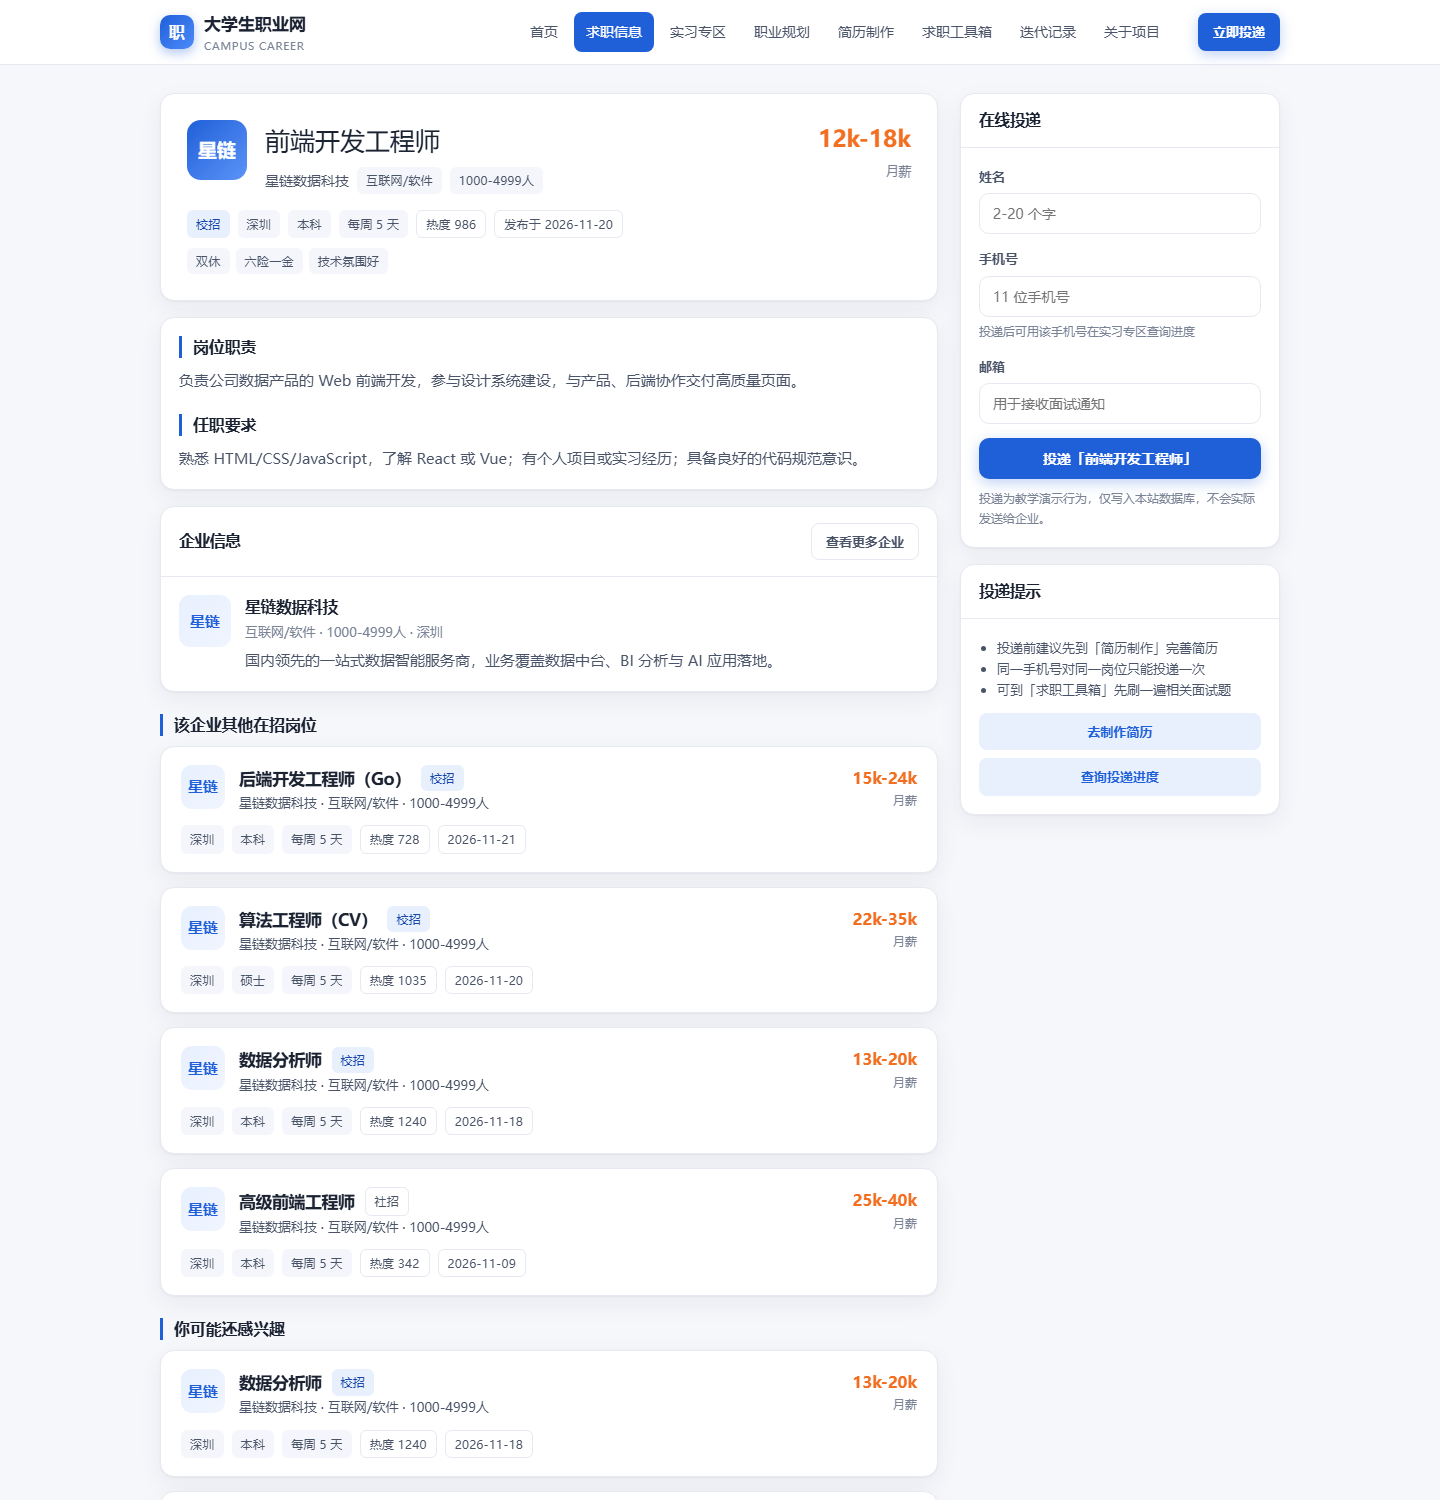 职
大学生职业网
CAMPUS CAREER
首页
求职信息
实习专区
职业规划
简历制作
求职工具箱
迭代记录
关于项目
立即投递
星链
前端开发工程师
星链数据科技 互联网/软件 1000-4999人
12k-18k
月薪
校招 深圳 本科 每周 5 天 热度 986 发布于 2026-11-20
双休 六险一金 技术氛围好
岗位职责
负责公司数据产品的 Web 前端开发，参与设计系统建设，与产品、后端协作交付高质量页面。
任职要求
熟悉 HTML/CSS/JavaScript，了解 React 或 Vue；有个人项目或实习经历；具备良好的代码规范意识。
企业信息
查看更多企业
星链
星链数据科技
互联网/软件 · 1000-4999人 · 深圳
国内领先的一站式数据智能服务商，业务覆盖数据中台、BI 分析与 AI 应用落地。
该企业其他在招岗位
星链
后端开发工程师（Go） 校招
星链数据科技 · 互联网/软件 · 1000-4999人
15k-24k
月薪
深圳 本科 每周 5 天 热度 728 2026-11-21
星链
算法工程师（CV） 校招
星链数据科技 · 互联网/软件 · 1000-4999人
22k-35k
月薪
深圳 硕士 每周 5 天 热度 1035 2026-11-20
星链
数据分析师 校招
星链数据科技 · 互联网/软件 · 1000-4999人
13k-20k
月薪
深圳 本科 每周 5 天 热度 1240 2026-11-18
星链
高级前端工程师 社招
星链数据科技 · 互联网/软件 · 1000-4999人
25k-40k
月薪
深圳 本科 每周 5 天 热度 342 2026-11-09
你可能还感兴趣
星链
数据分析师 校招
星链数据科技 · 互联网/软件 · 1000-4999人
13k-20k
月薪
深圳 本科 每周 5 天 热度 1240 2026-11-18
在线投递
姓名
2-20 个字
手机号
11 位手机号
投递后可用该手机号在实习专区查询进度
邮箱
用于接收面试通知
投递「前端开发工程师」
投递为教学演示行为，仅写入本站数据库，不会实际
发送给企业。
投递提示
投递前建议先到「简历制作」完善简历
同一手机号对同一岗位只能投递一次
可到「求职工具箱」先刷一遍相关面试题
去制作简历
查询投递进度